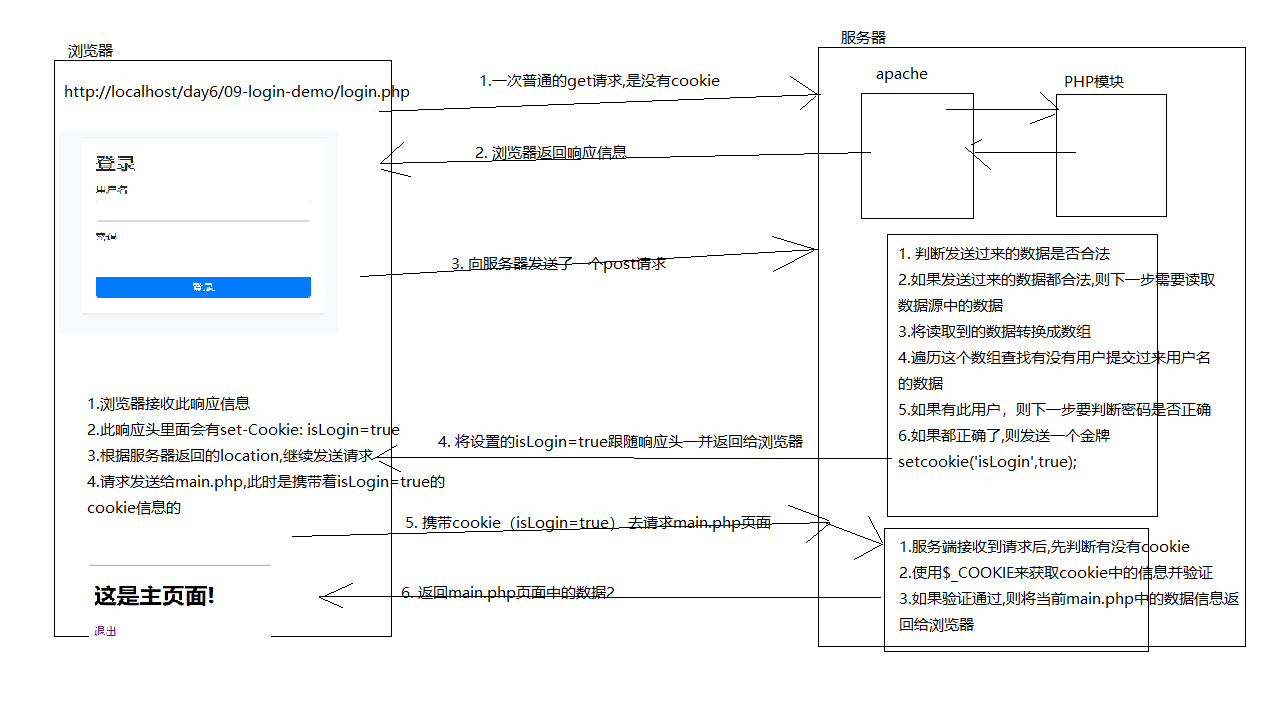 浏览器
http://localhost/day6/09-login-demo/login.php
登录
用户名
密码
登录
1.浏览器接收此响应信息
2.此响应头里面会有set-Cookie: isLogin=true
3.根据服务器返回的location,继续发送请求
4.请求发送给main.php,此时是携带着isLogin=true的
cookie信息的
这是主页面!
退出
1.一次普通的get请求,是没有cookie
2. 浏览器返回响应信息
3. 向服务器发送了一个post请求
4. 将设置的isLogin=true跟随响应头一并返回给浏览器
5. 携带cookie（isLogin=true） 去请求main.php页面
6. 返回main.php页面中的数据2
服务器
apache
PHP模块
1. 判断发送过来的数据是否合法
2.如果发送过来的数据都合法,则下一步需要读取
数据源中的数据
3.将读取到的数据转换成数组
4.遍历这个数组查找有没有用户提交过来用户名
的数据
5.如果有此用户，则下一步要判断密码是否正确
6.如果都正确了,则发送一个金牌
setcookie('isLogin',true);
1.服务端接收到请求后,先判断有没有cookie
2.使用$_COOKIE来获取cookie中的信息并验证
3.如果验证通过,则将当前main.php中的数据信息返
回给浏览器